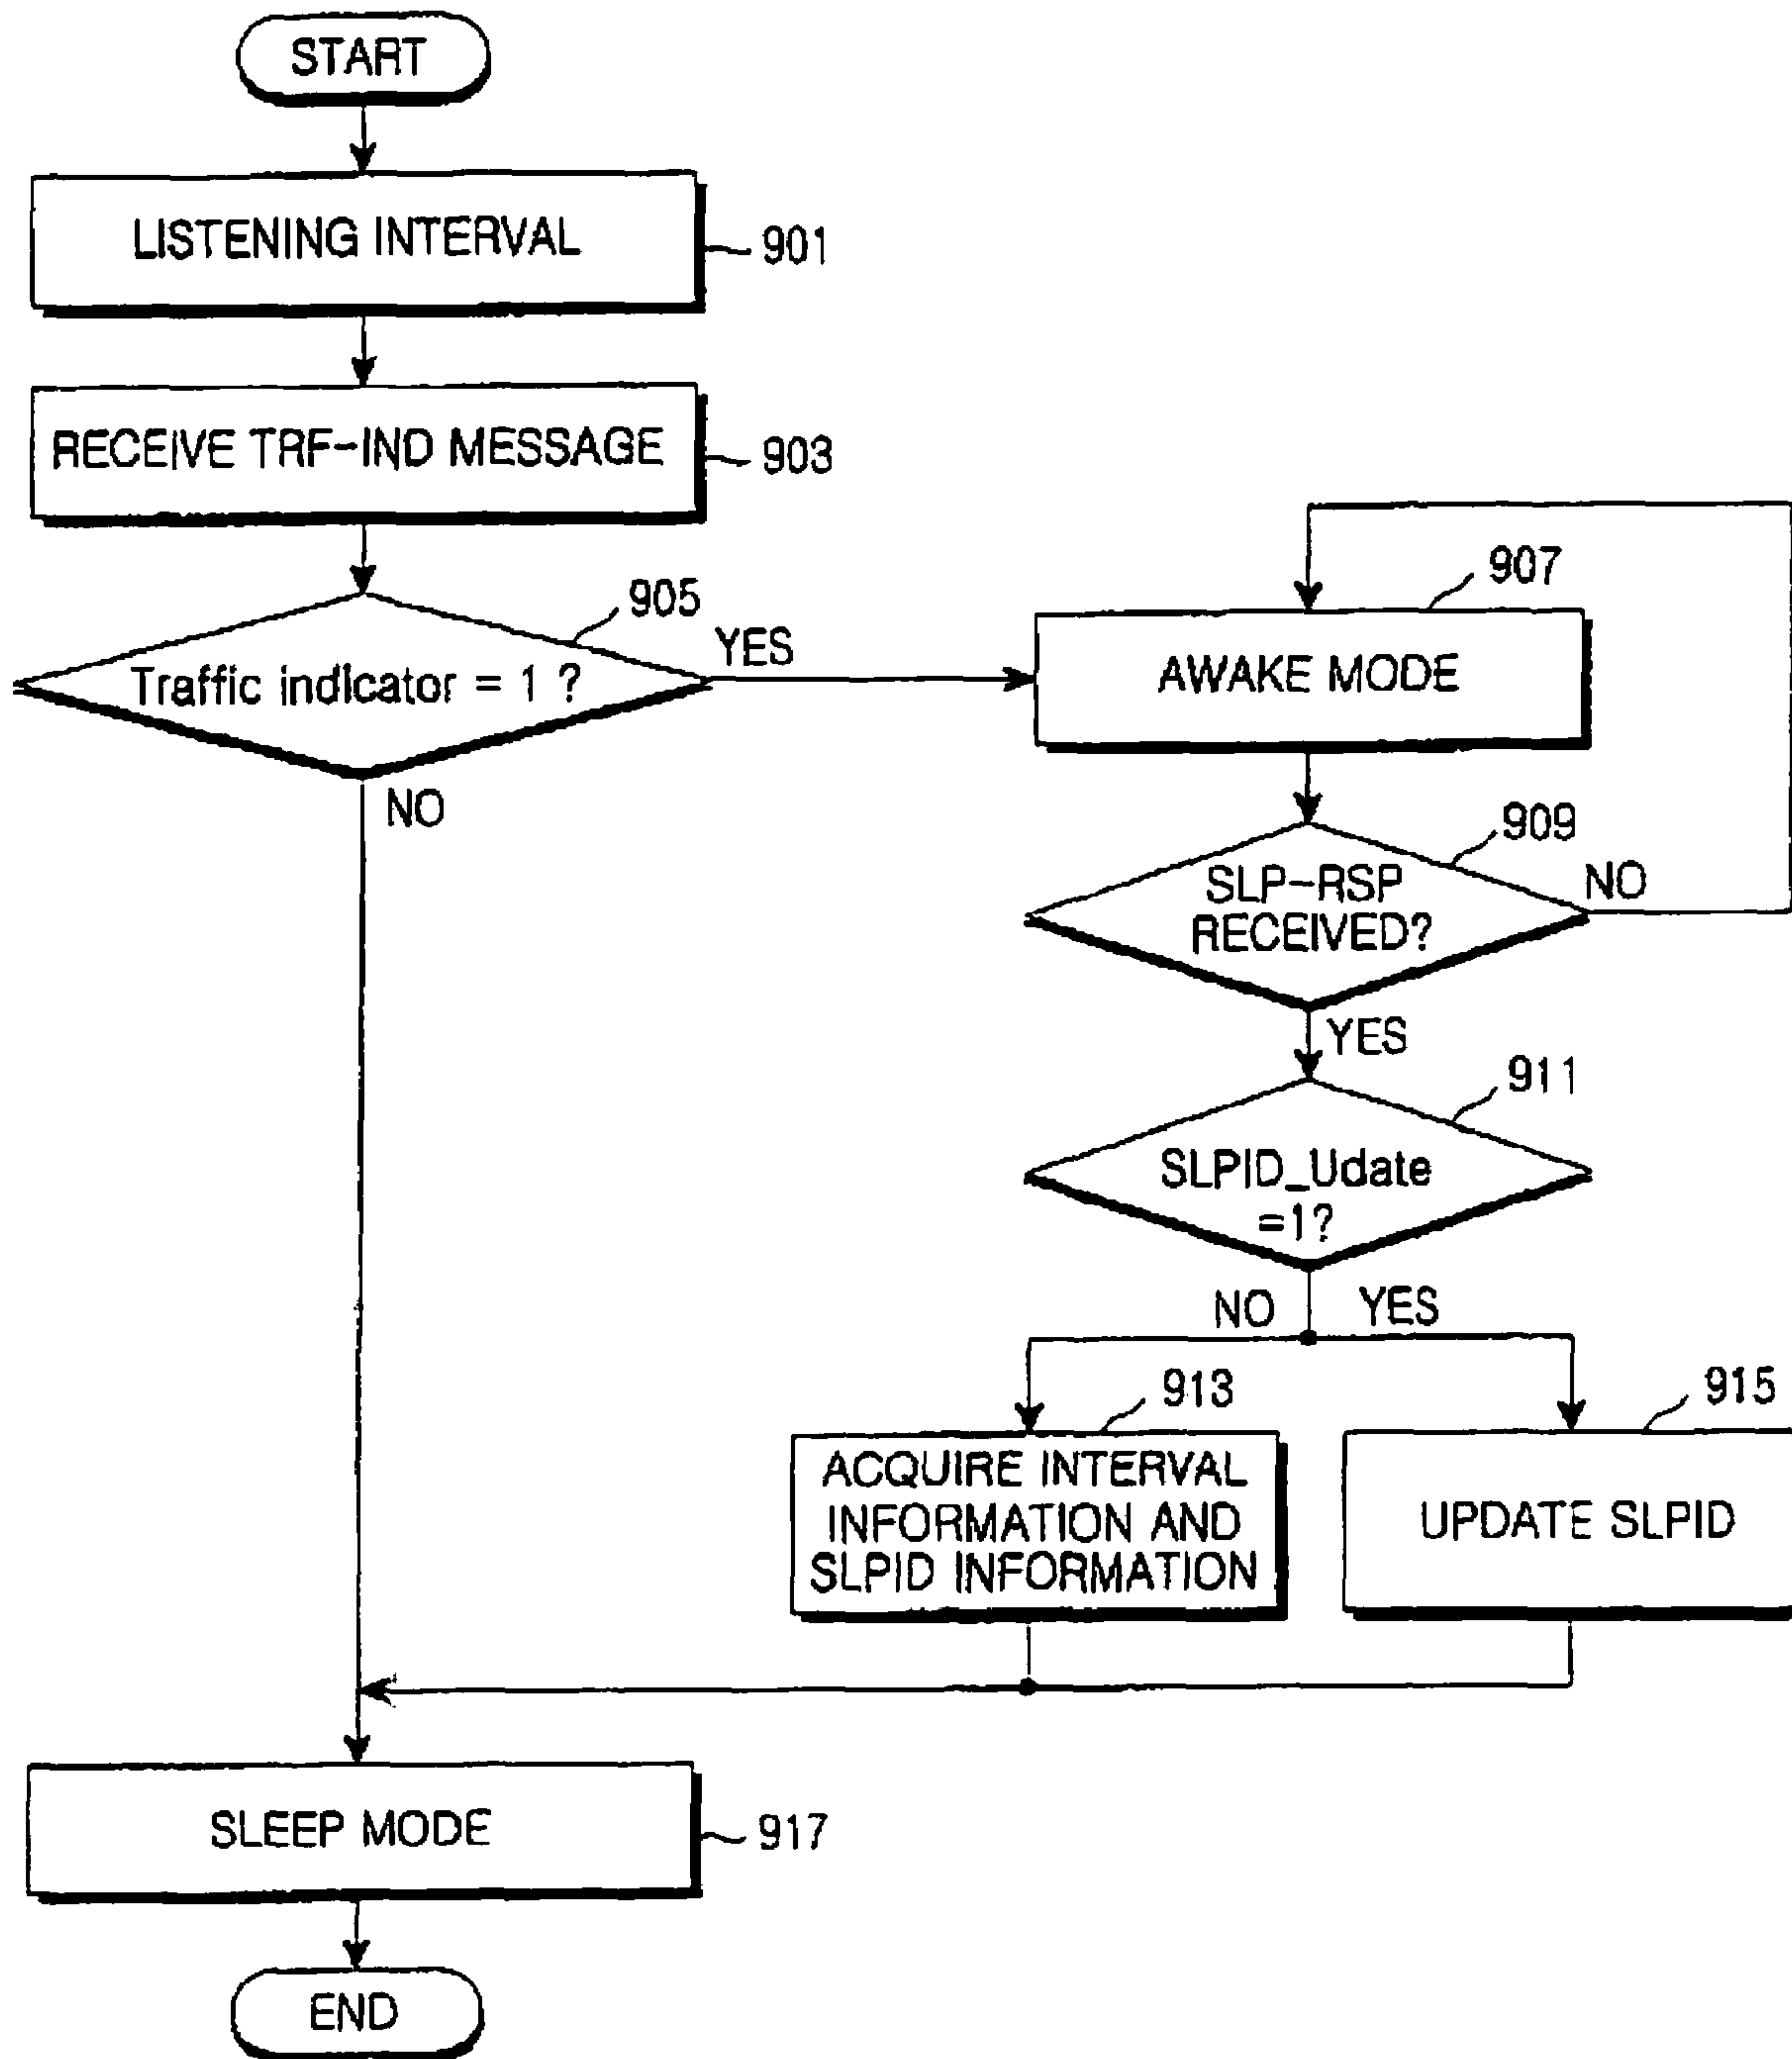 START
LISTENING INTERVAL
901
RECEIVE TRF-IND MESSAGE
903
905
Traffic indicator = 1 ?
YES
NO
907
AWAKE MODE
909
SLP-RSP
RECEIVED?
NO
YES
911
SLPID_Udate
=1?
NO
YES
913
ACQUIRE INTERVAL
INFORMATION AND
SLPID INFORMATION
915
UPDATE SLPID
SLEEP MODE
917
END